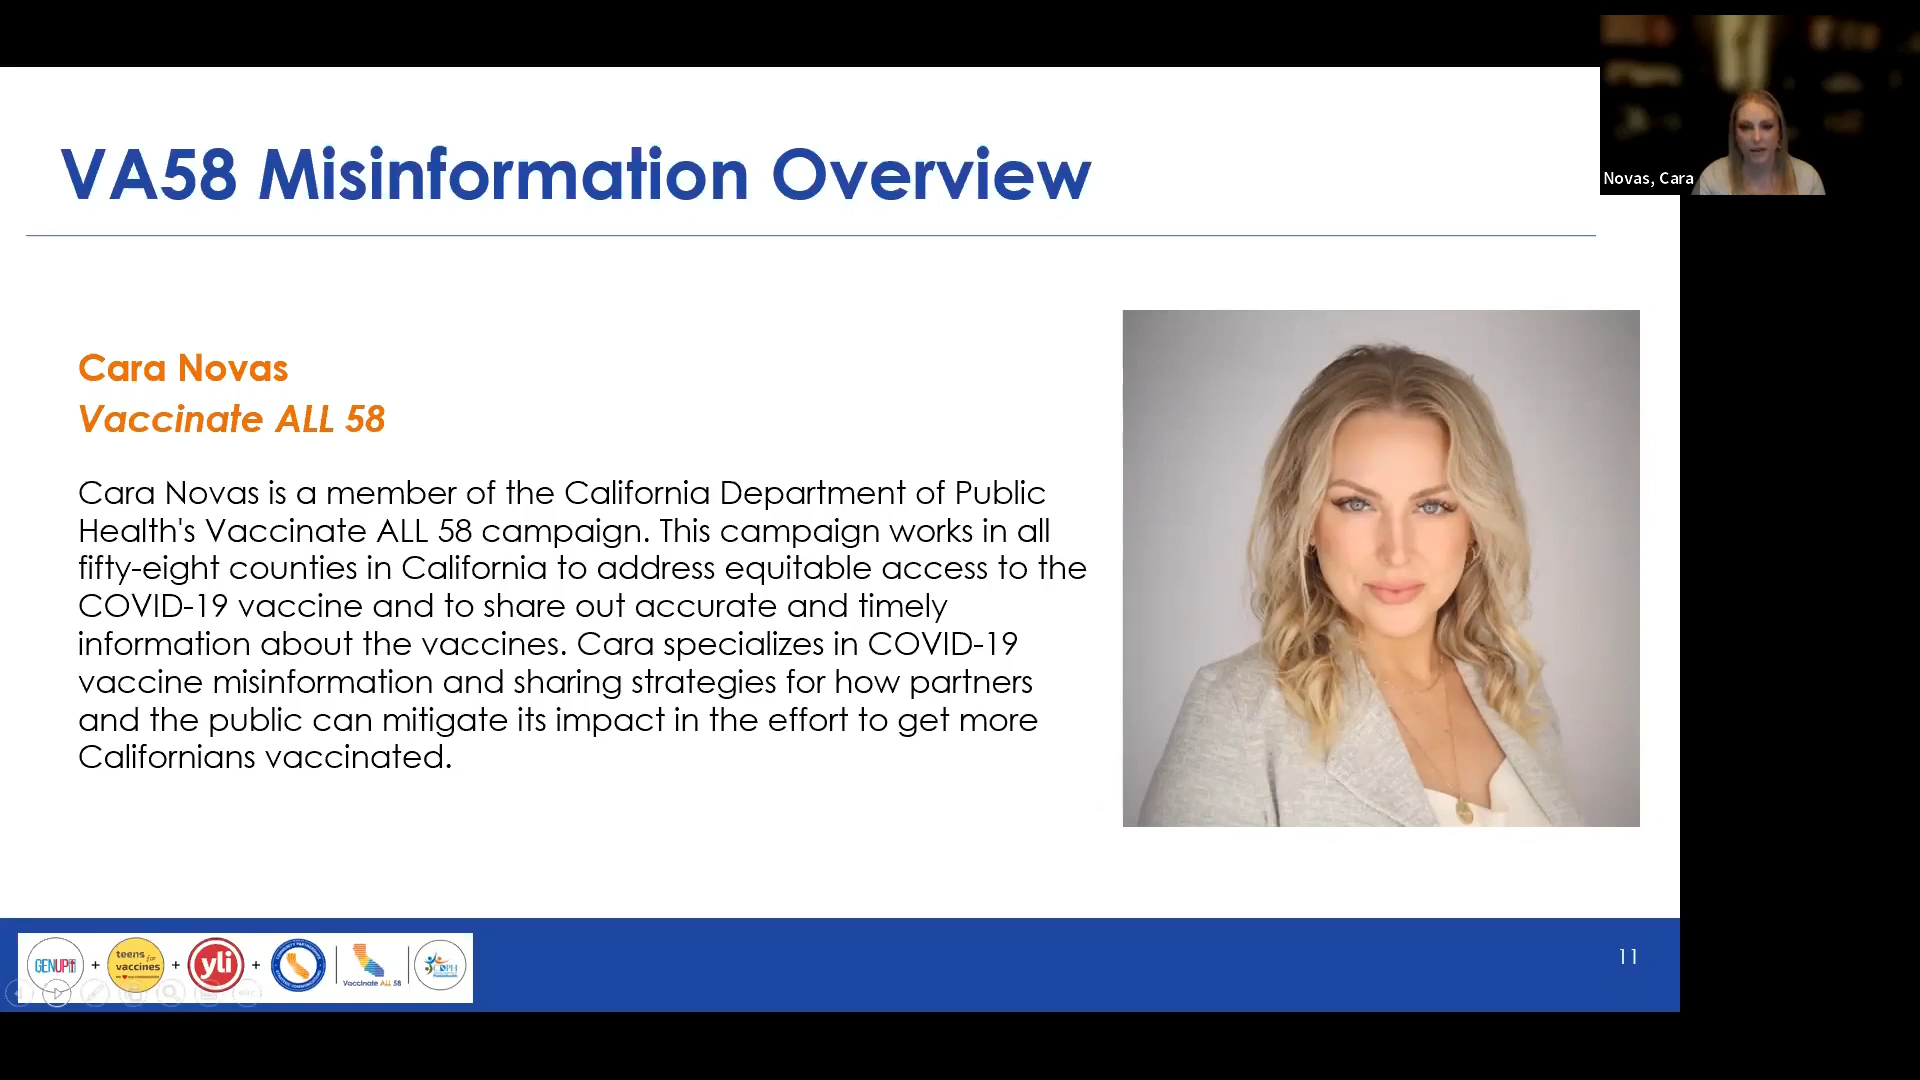 VA58 Misinformation Overview
Novas, Cara
Cara Novas
Vaccinate ALL 58
Cara Novas is a member of the California Department of Public
Health's Vaccinate ALL 58 campaign. This campaign works in all
fifty-eight counties in California to address equitable access to the
COVID-19 vaccine and to share out accurate and timely
information about the vaccines. Cara specializes in COVID-19
vaccine misinformation and sharing strategies for how partners
and the public can mitigate its impact in the effort to get more
Californians vaccinated.
GENUP
+
teens for
vaccines
+
yli
+
Vaccinate ALL 58
CDPH
11